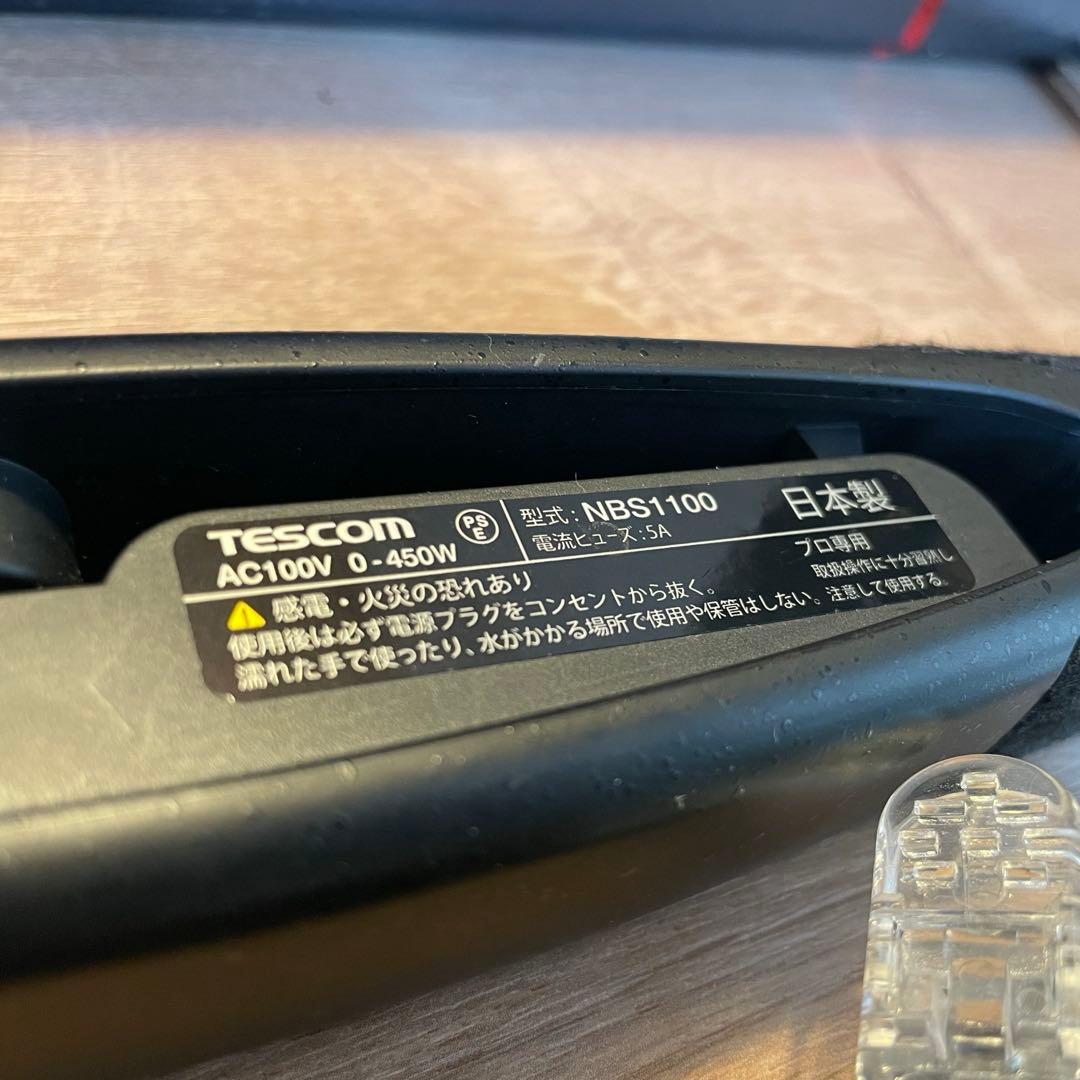 TESCOM
AC100V 0-450W
PSE
型式:NBS1100
電流ヒューズ:5A
日本製
プロ専用
取扱操作に十分習熟し
注意して使用する。
感電・火災の恐れあり
使用後は必ず電源プラグをコンセントから抜く。
濡れた手で使ったり、水がかかる場所で使用や保管はしない。